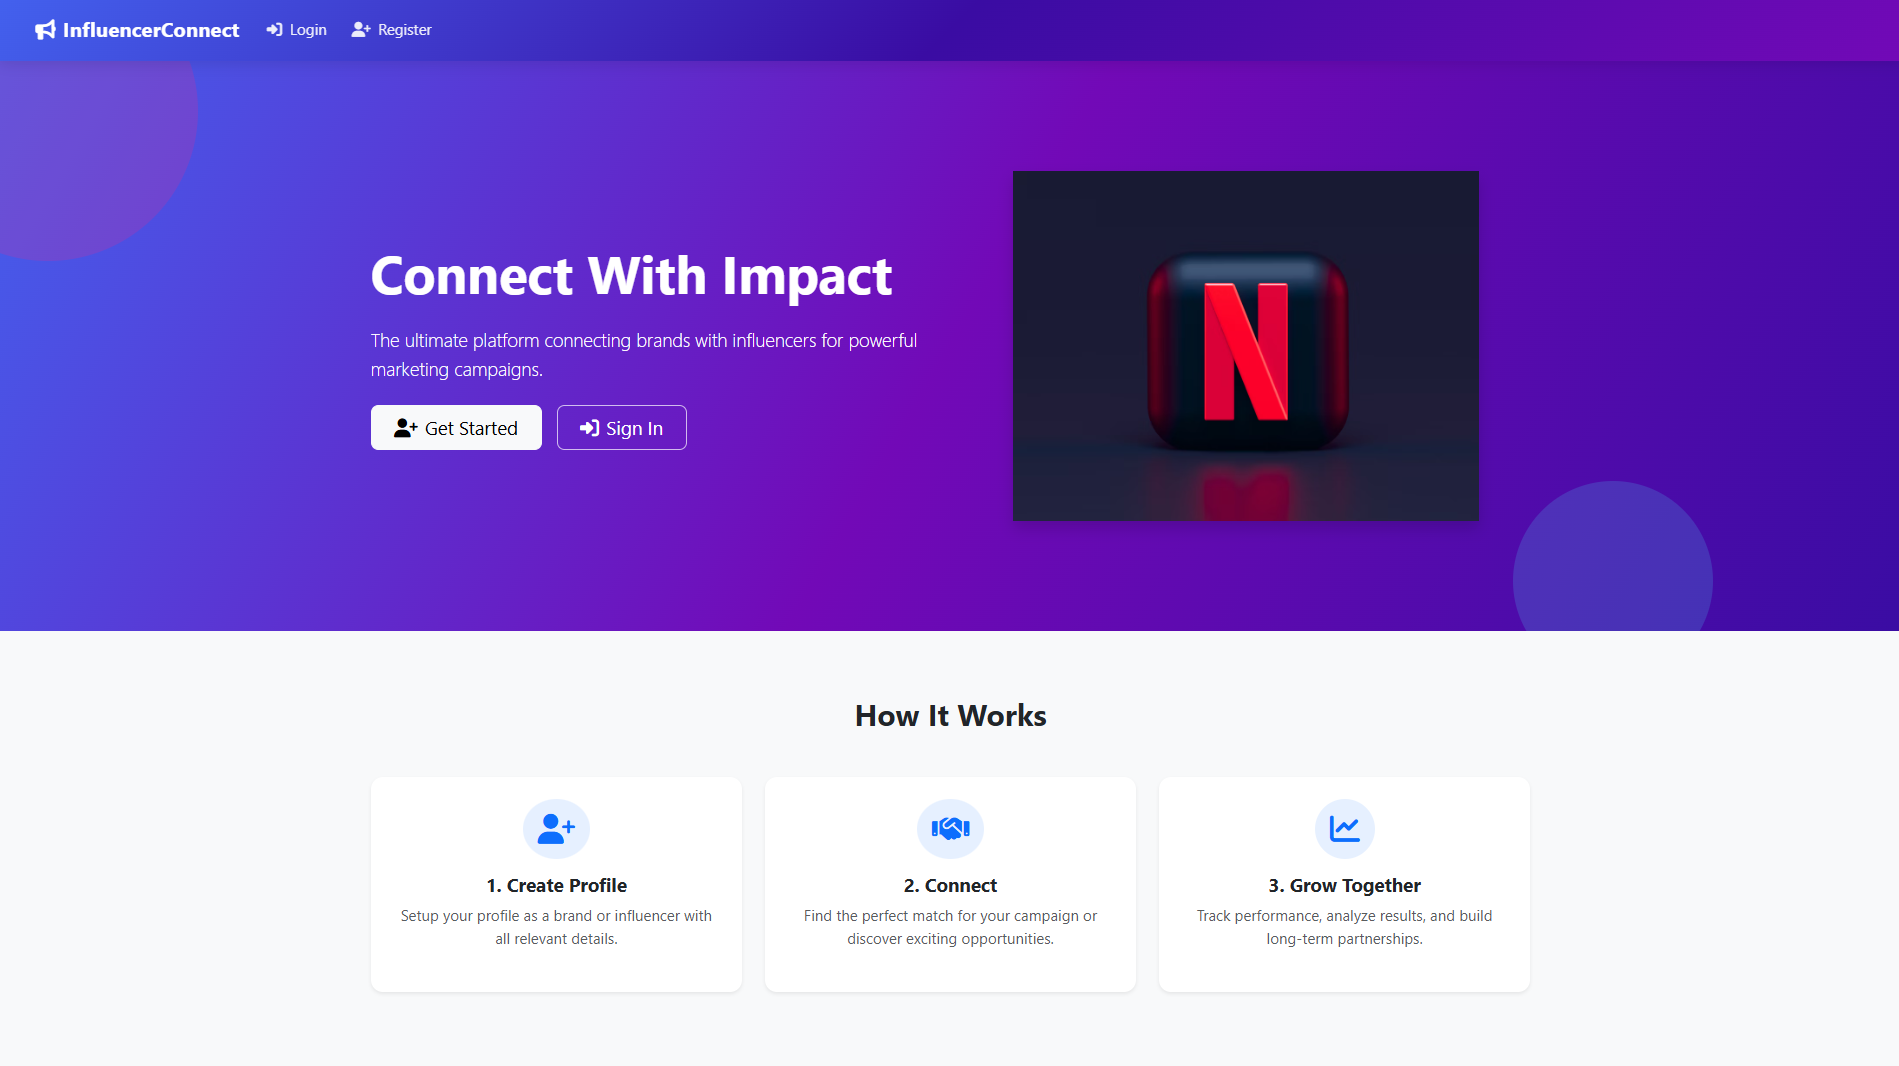 InfluencerConnect Login Register
Connect With Impact
The ultimate platform connecting brands with influencers for powerful
marketing campaigns.
Get Started Sign In
N
How It Works
1. Create Profile
Setup your profile as a brand or influencer with
all relevant details.
2. Connect
Find the perfect match for your campaign or
discover exciting opportunities.
3. Grow Together
Track performance, analyze results, and build
long-term partnerships.